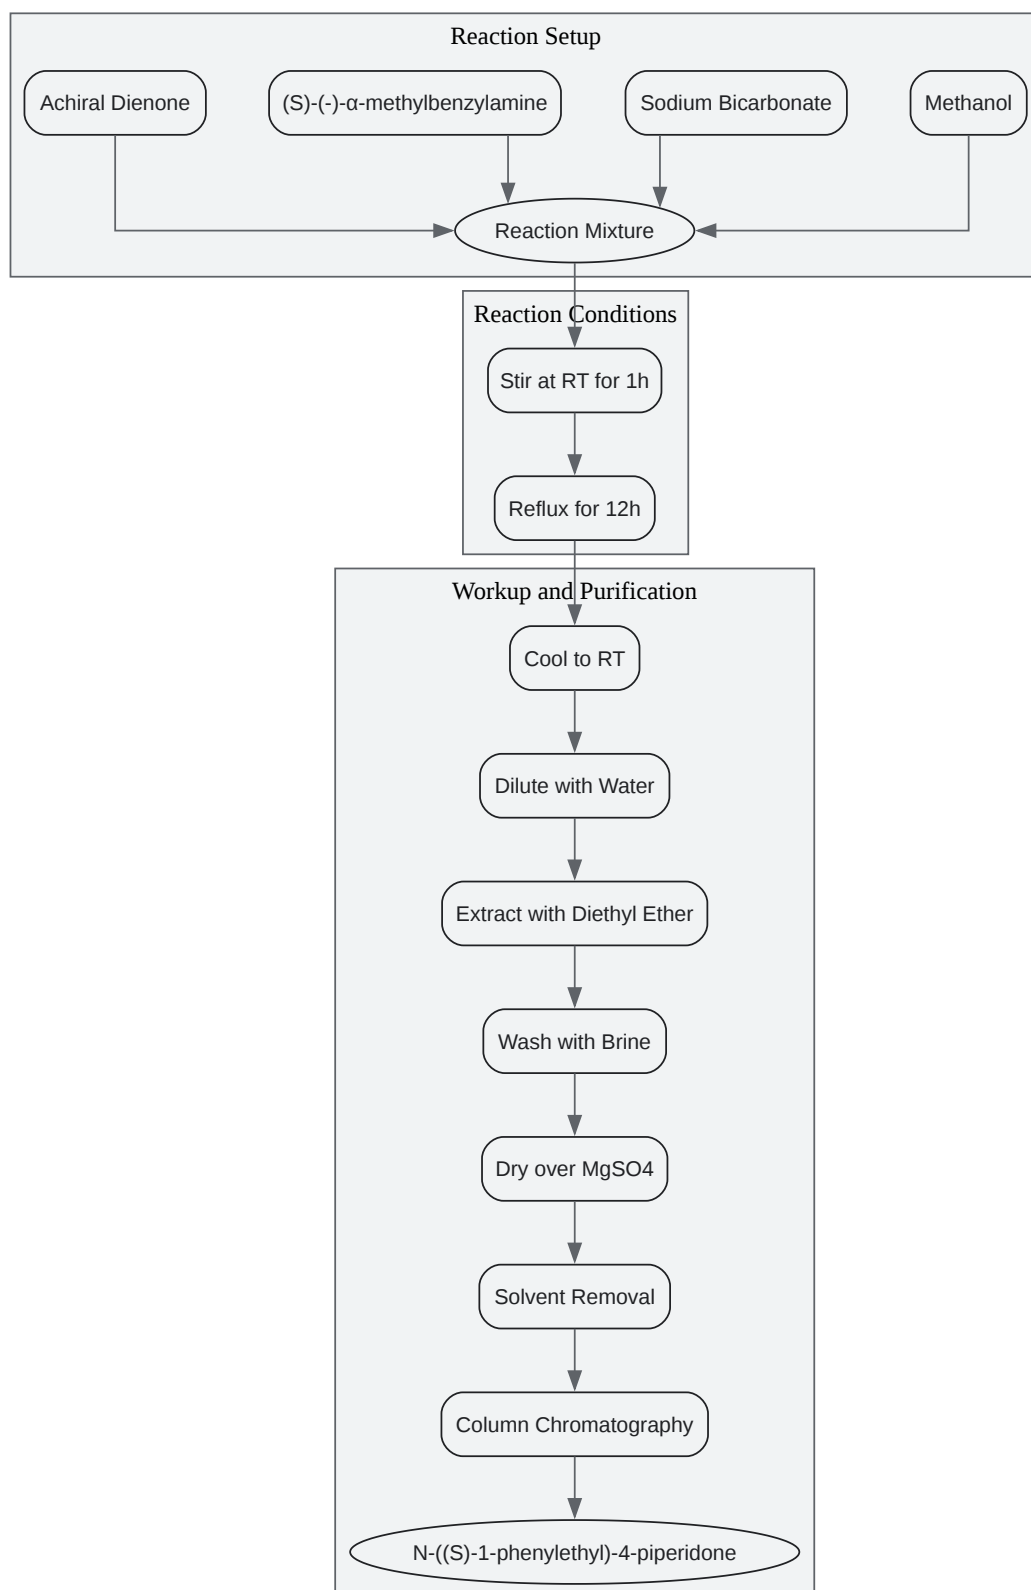 Reaction Setup
Achiral Dienone
(S)-(-)-α-methylbenzylamine
Sodium Bicarbonate
Methanol
Reaction Mixture
Reaction Conditions
Stir at RT for 1h
Reflux for 12h
Workup and Purification
Cool to RT
Dilute with Water
Extract with Diethyl Ether
Wash with Brine
Dry over MgSO4
Solvent Removal
Column Chromatography
N-((S)-1-phenylethyl)-4-piperidone